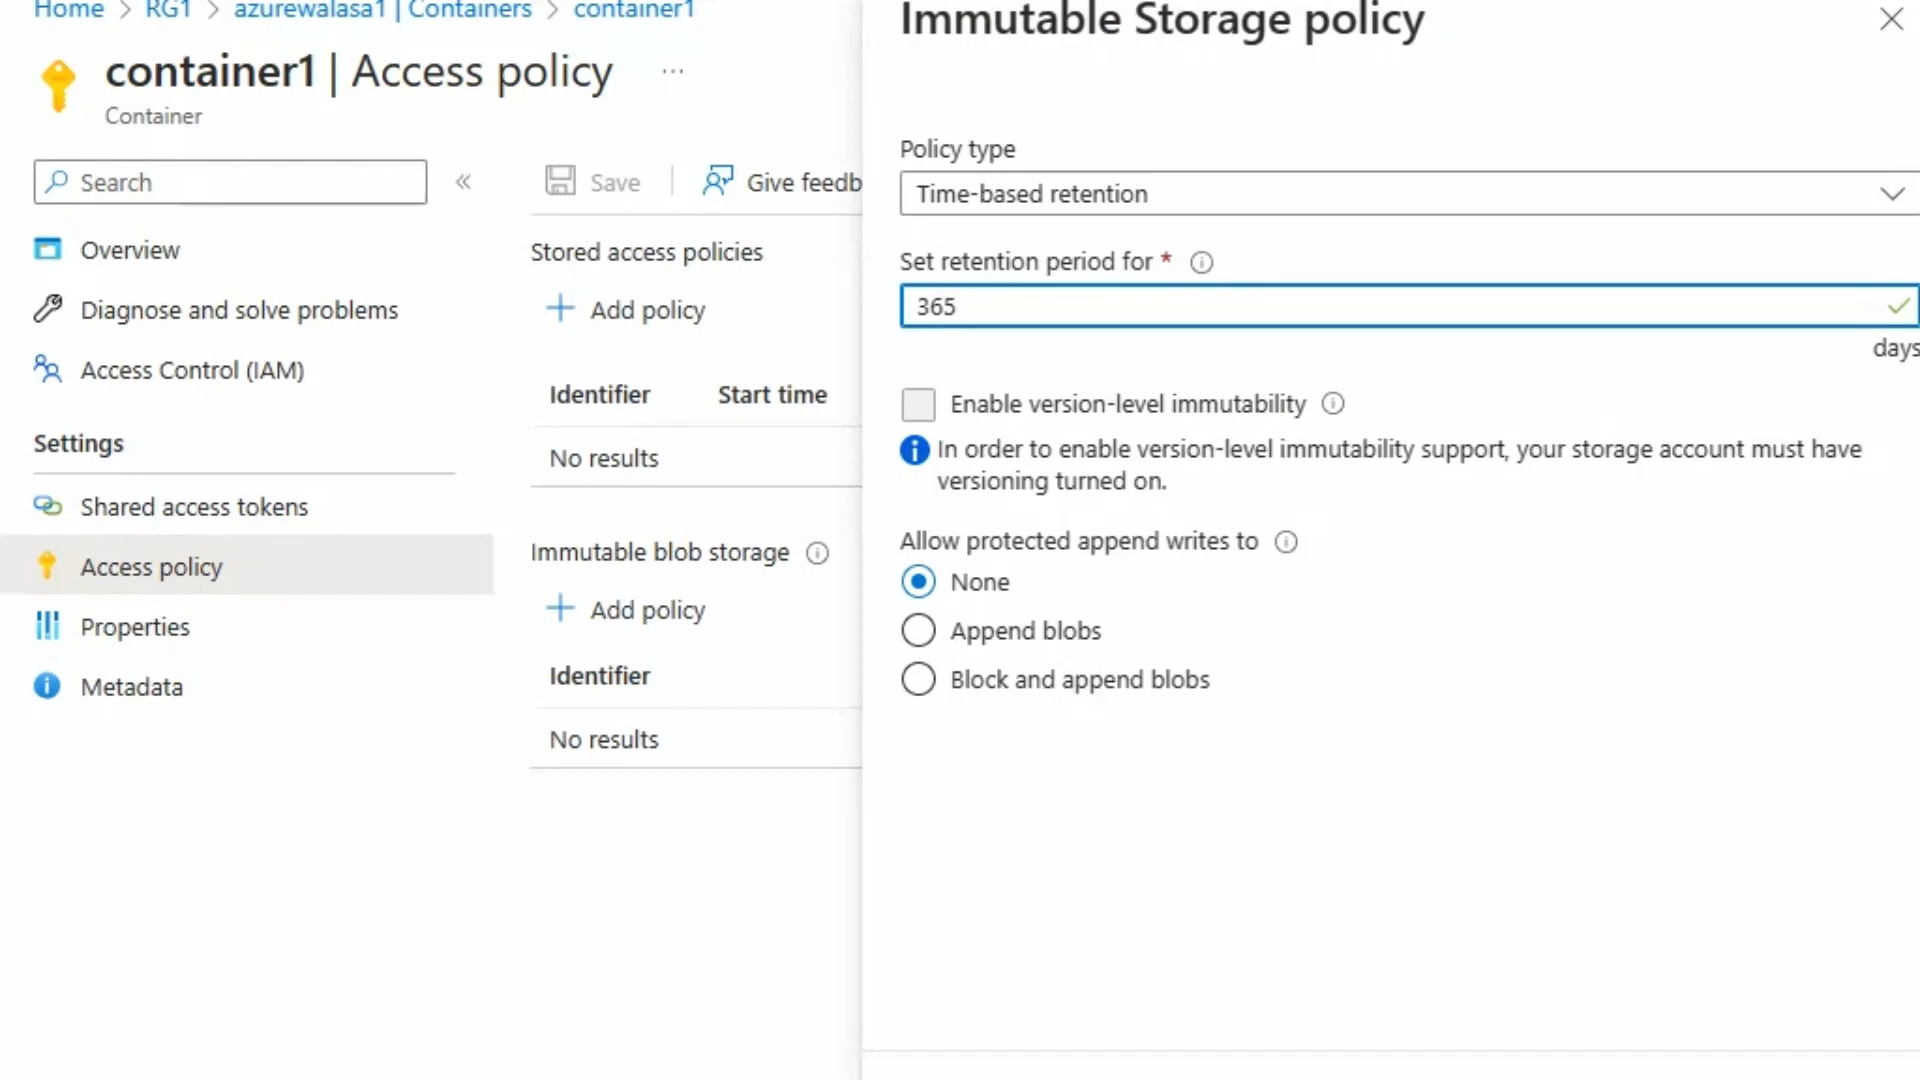 Home > RG1 > azurewalasa1 | Containers > container1
container1 | Access policy ...
Container
Search «
Overview
Diagnose and solve problems
Access Control (IAM)
Settings
Shared access tokens
Access policy
Properties
Metadata
Save | Give feedb
Stored access policies
+ Add policy
Identifier Start time
No results
Immutable blob storage
+ Add policy
Identifier
No results
Immutable Storage policy
Policy type
Time-based retention
Set retention period for *
365
days
Enable version-level immutability
In order to enable version-level immutability support, your storage account must have
versioning turned on.
Allow protected append writes to
None
Append blobs
Block and append blobs